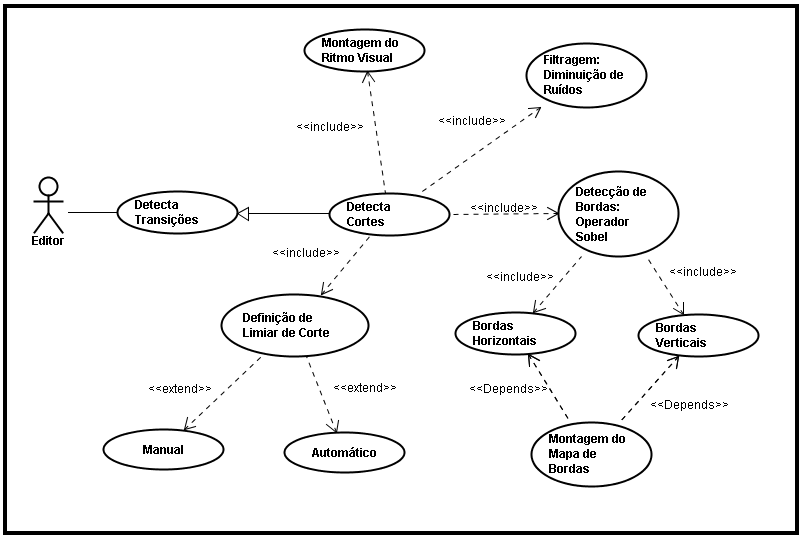 Montagem do
Ritmo Visual
Filtragem:
Diminuição de
Ruídos
<<include>>
<<include>>
Editor
Detecta
Transições
Detecta
Cortes
<<include>>
Detecção de
Bordas:
Operador
Sobel
<<include>>
<<include>>
<<include>>
Definição de
Limiar de Corte
Bordas
Horizontais
Bordas
Verticais
<<extend>>
<<extend>>
<<Depends>>
<<Depends>>
Manual
Automático
Montagem do
Mapa de
Bordas